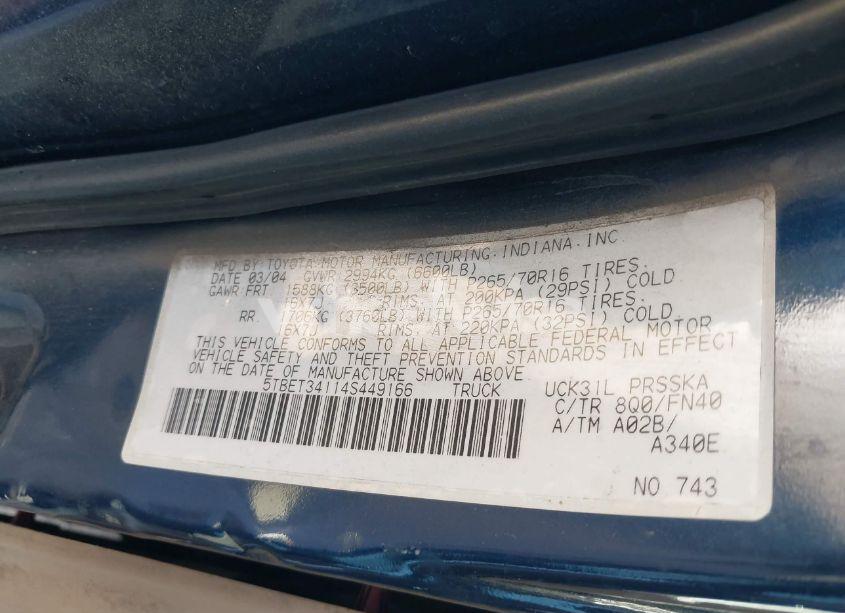 MFD BY TOYOTA MOTOR MANUFACTURING.INDIANA.INC
DATE 03/04 GVWR 2994KG (6600LB)
GAWR FRT 1588KG (3500LB) WITH P265/70R16 TIRES.
16X7J RIMS. AT 200KPA (29PSI) COLD
RR. 1706KG (3760LB) WITH P265/70R16 TIRES.
16X7J RIMS. AT 220KPA (32PSI) COLD.
THIS VEHICLE CONFORMS TO ALL APPLICABLE FEDERAL MOTOR
VEHICLE SAFETY AND THEFT PREVENTION STANDARDS IN EFFECT
ON THE DATE OF MANUFACTURE SHOWN ABOVE
5TBET34114S449166 TRUCK UCK31L PRSSKA
C/TR 8Q0/FN40
A/TM A02B/
A340E
NO 743